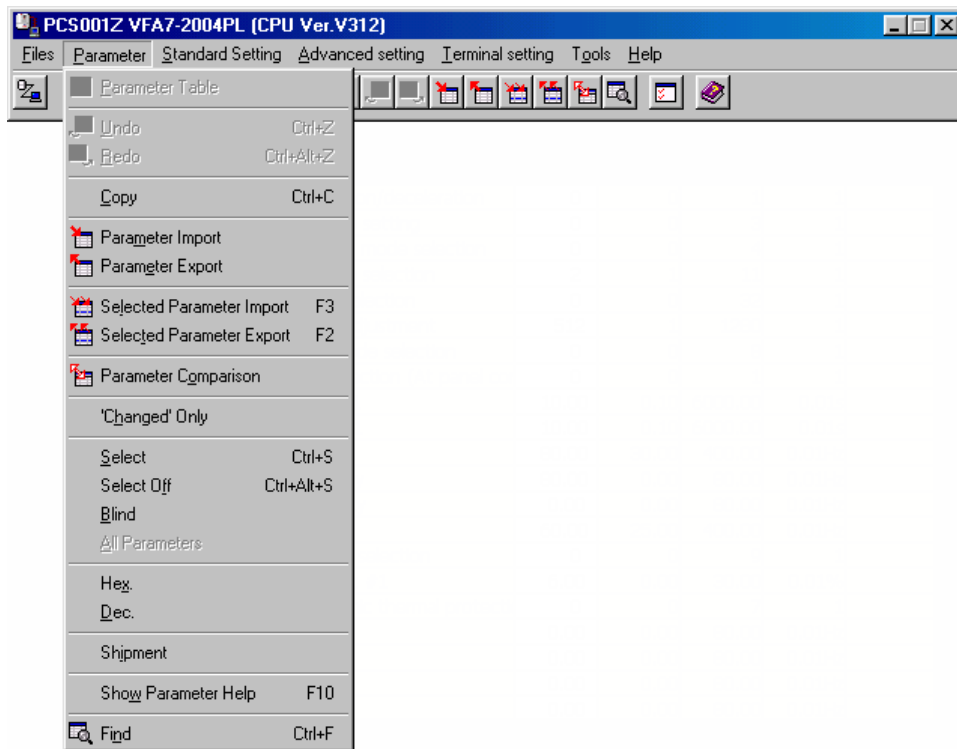 PCS001Z VFA7-2004PL (CPU Ver.V312)
Files Parameter Standard Setting Advanced setting Terminal setting Tools Help
Parameter Table
Undo Ctrl+Z
Redo Ctrl+Alt+Z
Copy Ctrl+C
Parameter Import
Parameter Export
Selected Parameter Import F3
Selected Parameter Export F2
Parameter Comparison
'Changed' Only
Select Ctrl+S
Select Off Ctrl+Alt+S
Blind
All Parameters
Hex.
Dec.
Shipment
Show Parameter Help F10
Find Ctrl+F